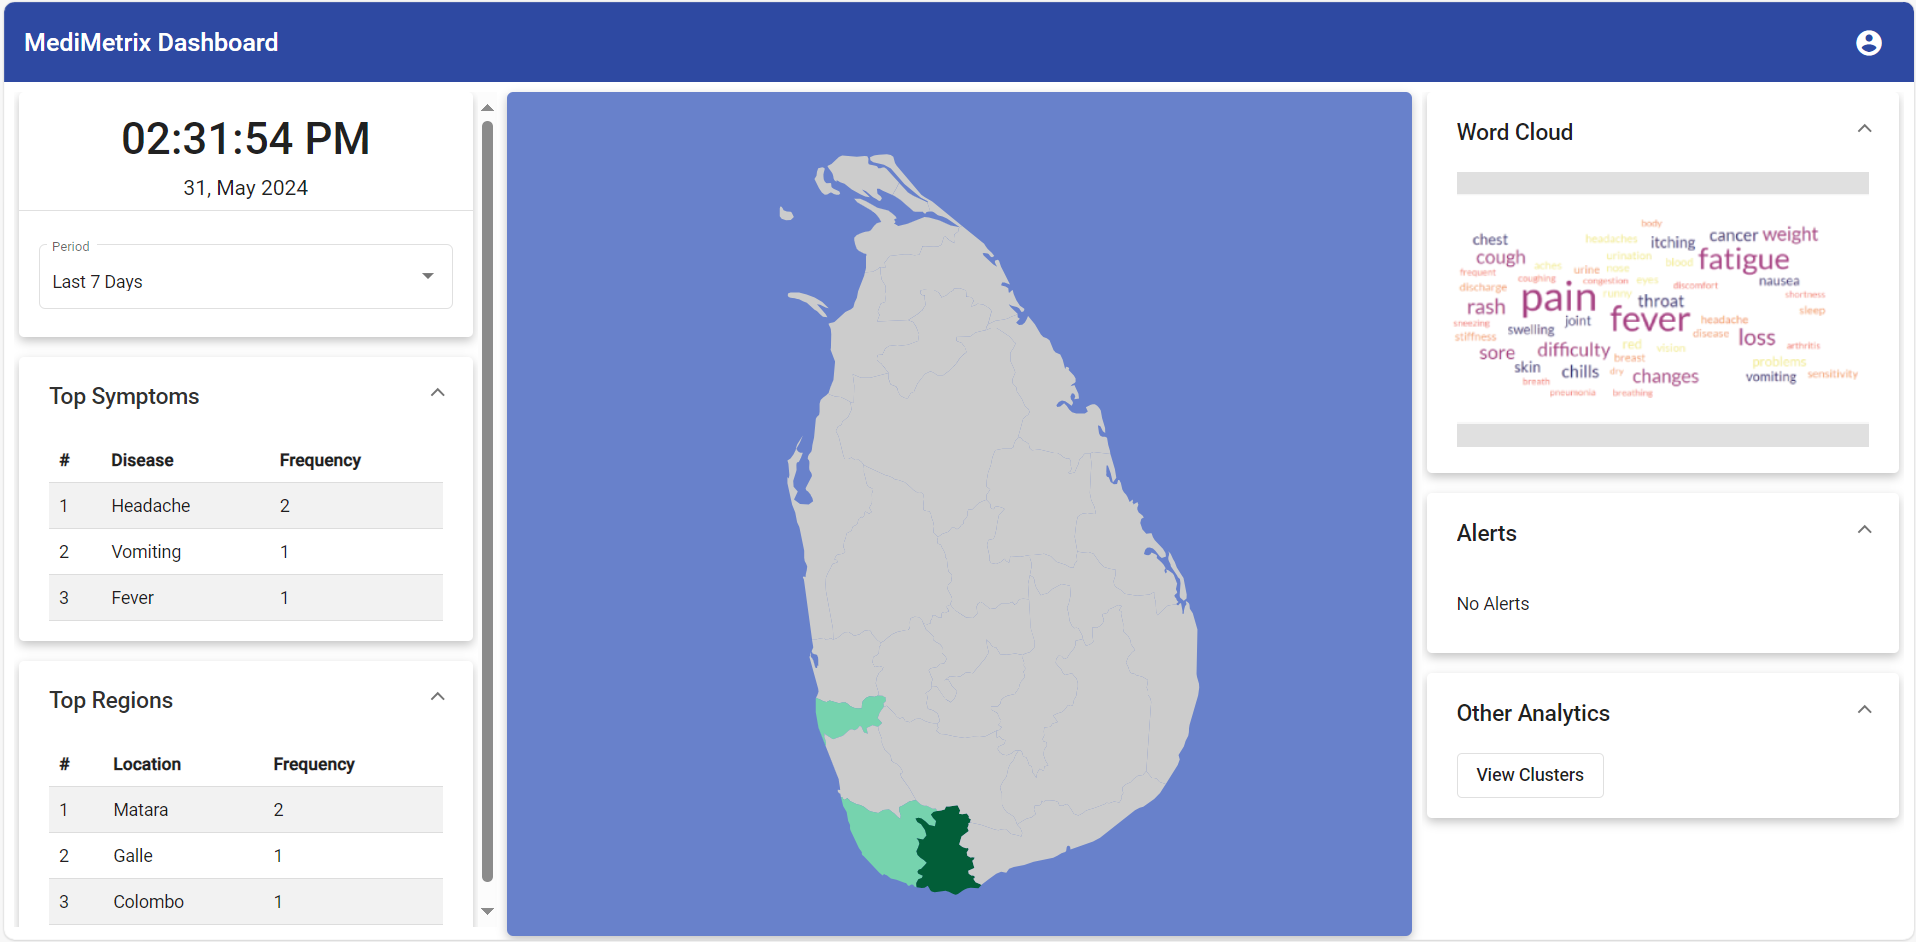 MediMetrix Dashboard
02:31:54 PM
31, May 2024
Period
Last 7 Days
Top Symptoms
# Disease Frequency
1 Headache 2
2 Vomiting 1
3 Fever 1
Top Regions
# Location Frequency
1 Matara 2
2 Galle 1
3 Colombo 1
Word Cloud
body
chest headaches itching cancer weight
cough urination fatigue
frequent aches urine nose blood
discharge coughing congestion eyes discomfort nausea
rash pain runny throat shortness
sneezing swelling joint fever headache sleep
stiffness red disease loss
sore difficulty breast vision arthritis
skin chills dry changes problems
breath vomiting sensitivity
pneumonia breathing
Alerts
No Alerts
Other Analytics
View Clusters